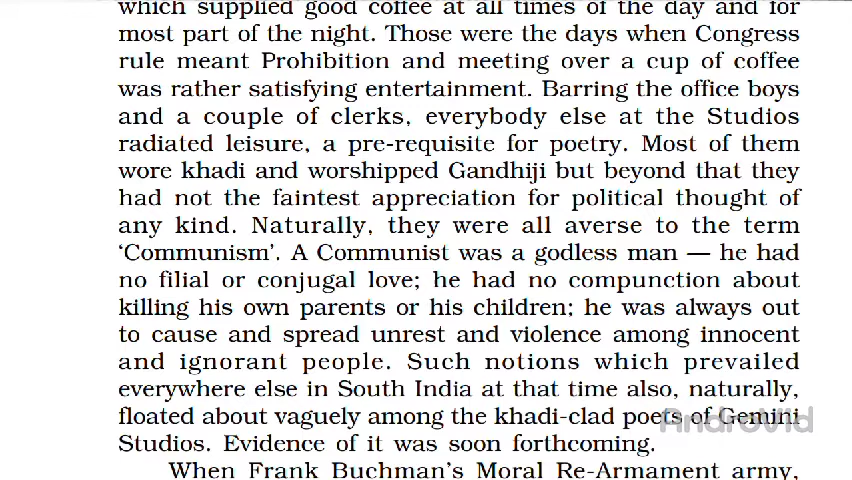 which supplied good coffee at all times of the day and for
most part of the night. Those were the days when Congress
rule meant Prohibition and meeting over a cup of coffee
was rather satisfying entertainment. Barring the office boys
and a couple of clerks, everybody else at the Studios
radiated leisure, a pre-requisite for poetry. Most of them
wore khadi and worshipped Gandhiji but beyond that they
had not the faintest appreciation for political thought of
any kind. Naturally, they were all averse to the term
‘Communism’. A Communist was a godless man — he had
no filial or conjugal love; he had no compunction about
killing his own parents or his children; he was always out
to cause and spread unrest and violence among innocent
and ignorant people. Such notions which prevailed
everywhere else in South India at that time also, naturally,
floated about vaguely among the khadi-clad poets of Gemini
AndroVid
Studios. Evidence of it was soon forthcoming.
When Frank Buchman’s Moral Re-Armament army,